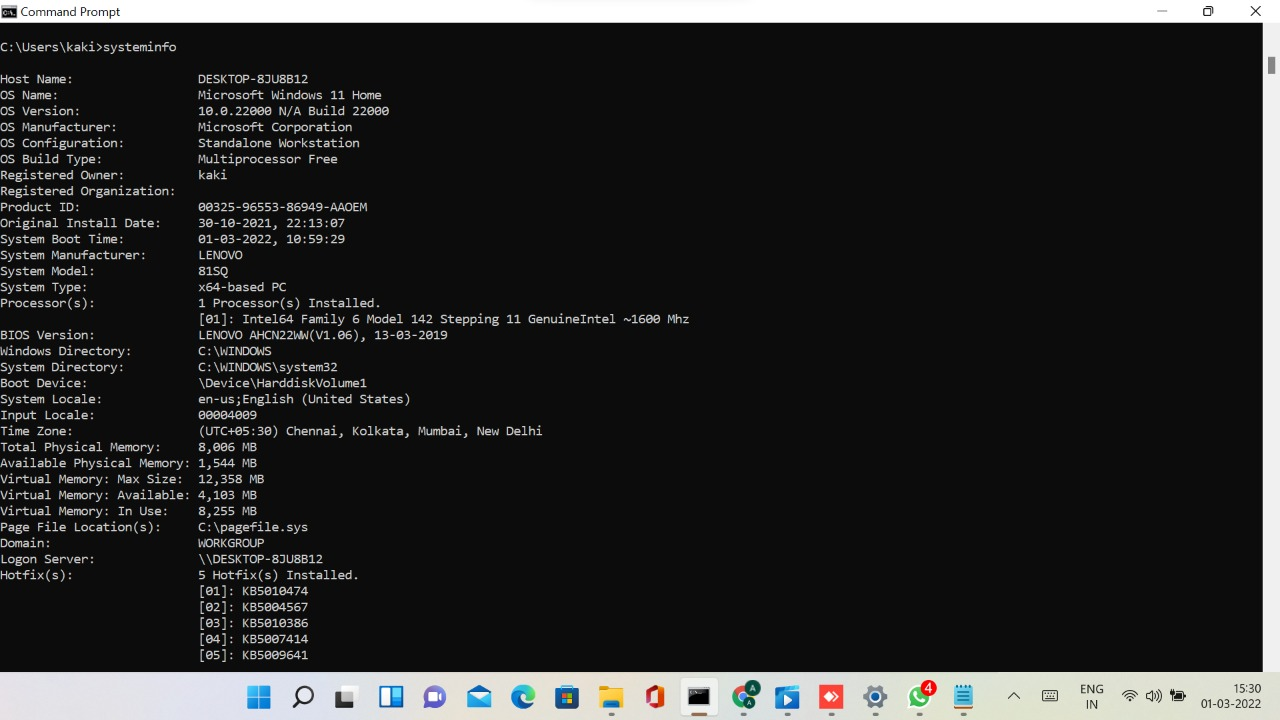 Command Prompt
C:\Users\kaki>systeminfo
Host Name: DESKTOP-8JU8B12
OS Name: Microsoft Windows 11 Home
OS Version: 10.0.22000 N/A Build 22000
OS Manufacturer: Microsoft Corporation
OS Configuration: Standalone Workstation
OS Build Type: Multiprocessor Free
Registered Owner: kaki
Registered Organization:
Product ID: 00325-96553-86949-AAOEM
Original Install Date: 30-10-2021, 22:13:07
System Boot Time: 01-03-2022, 10:59:29
System Manufacturer: LENOVO
System Model: 81SQ
System Type: x64-based PC
Processor(s): 1 Processor(s) Installed.
[01]: Intel64 Family 6 Model 142 Stepping 11 GenuineIntel ~1600 Mhz
BIOS Version: LENOVO AHCN22WW(V1.06), 13-03-2019
Windows Directory: C:\WINDOWS
System Directory: C:\WINDOWS\system32
Boot Device: \Device\HarddiskVolume1
System Locale: en-us;English (United States)
Input Locale: 00004009
Time Zone: (UTC+05:30) Chennai, Kolkata, Mumbai, New Delhi
Total Physical Memory: 8,006 MB
Available Physical Memory: 1,544 MB
Virtual Memory: Max Size: 12,358 MB
Virtual Memory: Available: 4,103 MB
Virtual Memory: In Use: 8,255 MB
Page File Location(s): C:\pagefile.sys
Domain: WORKGROUP
Logon Server: \\DESKTOP-8JU8B12
Hotfix(s): 5 Hotfix(s) Installed.
[01]: KB5010474
[02]: KB5004567
[03]: KB5010386
[04]: KB5007414
[05]: KB5009641
A
A
4
ENG
IN
15:30
01-03-2022